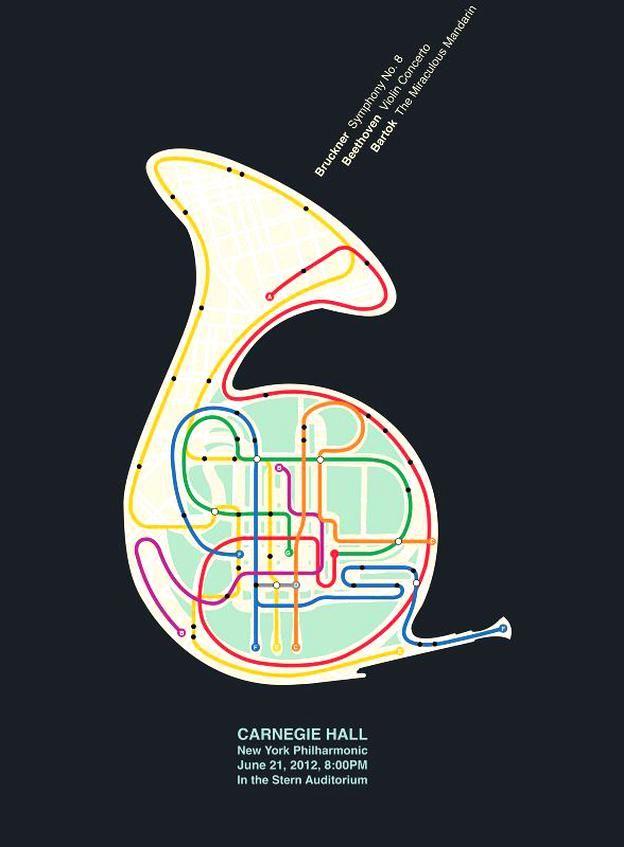 Bruckner Symphony No. 8
Beethoven Violin Concerto
Bartok The Miraculous Mandarin
A
CARNEGIE HALL
New York Philharmonic
June 21, 2012, 8:00PM
In the Stern Auditorium